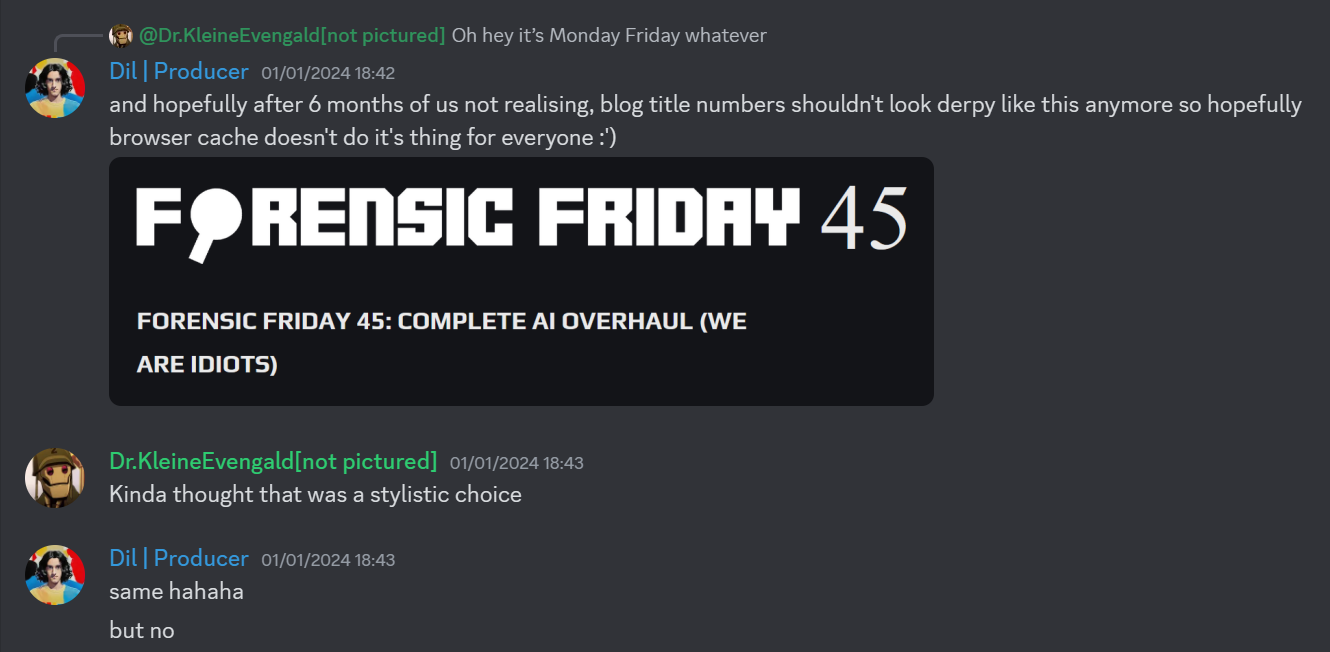 @Dr.KleineEvengald[not pictured] Oh hey it’s Monday Friday whatever
Dil | Producer 01/01/2024 18:42
and hopefully after 6 months of us not realising, blog title numbers shouldn't look derpy like this anymore so hopefully
browser cache doesn't do it's thing for everyone :')
FORENSIC FRIDAY 45
FORENSIC FRIDAY 45: COMPLETE AI OVERHAUL (WE
ARE IDIOTS)
Dr.KleineEvengald[not pictured] 01/01/2024 18:43
Kinda thought that was a stylistic choice
Dil | Producer 01/01/2024 18:43
same hahaha
but no